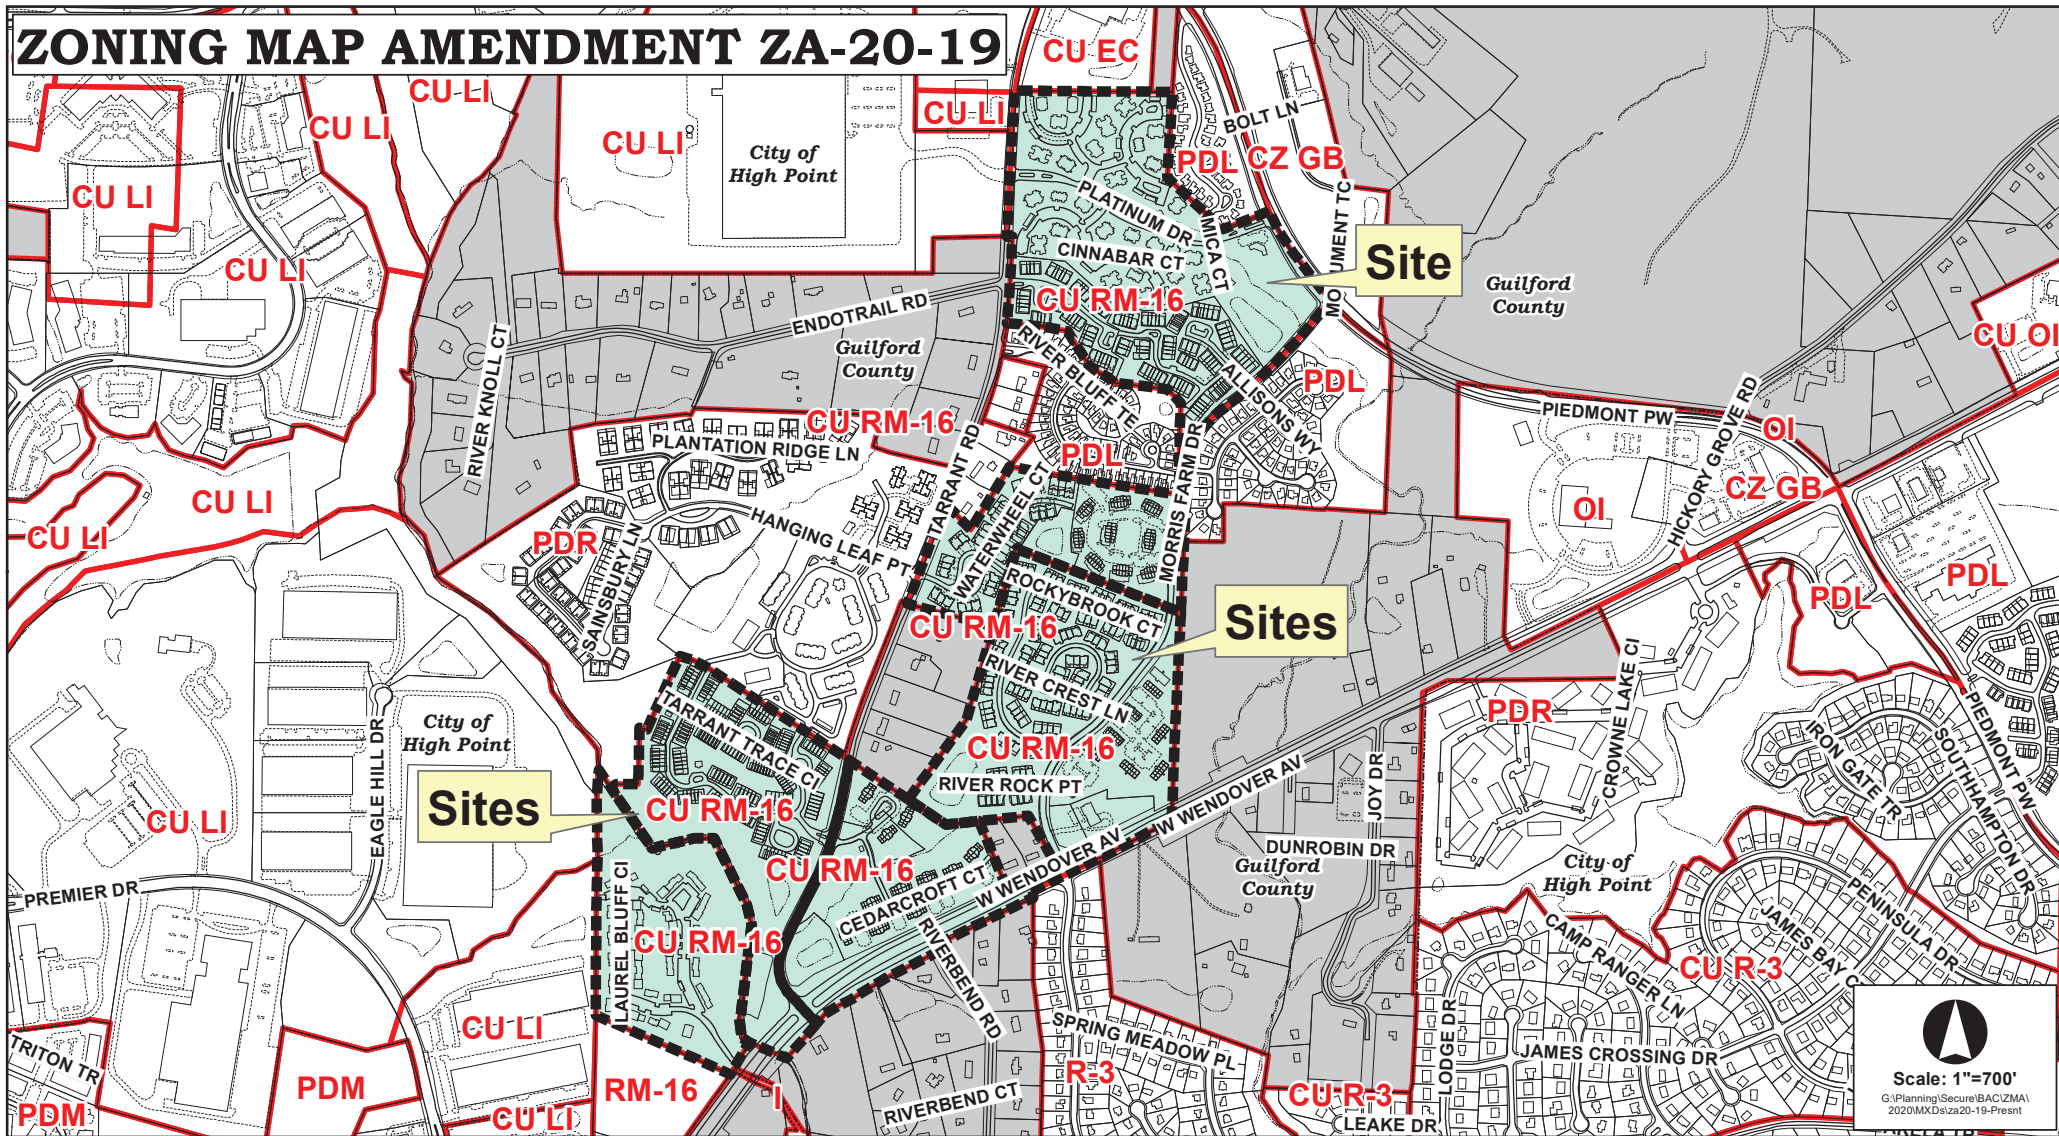 ZONING MAP AMENDMENT ZA-20-19
CU EC
CU LI
CU LI
CU LI
CU LI
City of
High Point
BOLT LN
PDL
CZ GB
CU LI
PLATINUM DR
MICA CT
MONUMENT TC
CINNABAR CT
Site
CU LI
CU RM-16
Guilford
County
ENDOTRAIL RD
RIVER KNOLL CT
Guilford
County
RIVER BLUFF TE
ALLISONS WY
PDL
CU OI
CU RM-16
PLANTATION RIDGE LN
TARRANT RD
PDL
MORRIS FARM DR
PIEDMONT PW
HICKORY GROVE RD
OI
CZ GB
OI
CU LI
CU LI
PDR
SAINSBURY LN
HANGING LEAF PT
WATERWHEEL CT
ROCKYBROOK CT
PDL
PDL
CU RM-16
Sites
RIVER CREST LN
TARRANT TRACE CI
City of
High Point
EAGLE HILL DR
CU RM-16
RIVER ROCK PT
PDR
CROWNE LAKE CI
IRON GATE TR
SOUTHHAMPTON DR
PIEDMONT PW
Sites
CU RM-16
CU LI
W WENDOVER AV
W WENDOVER AV
JOY DR
DUNROBIN DR
Guilford
County
City of
High Point
CU RM-16
CEDARCROFT CT
PREMIER DR
LAUREL BLUFF CI
CU RM-16
RIVERBEND RD
PENINSULA DR
JAMES BAY C
CAMP RANGER LN
CU R-3
CU LI
TRITON TR
PDM
PDM
CU LI
RM-16
I
RIVERBEND CT
SPRING MEADOW PL
R-3
CU R-3
LODGE DR
LEAKE DR
JAMES CROSSING DR
Scale: 1"=700'
G:\Planning\Secure\BAC\ZMA\
2020\MXDs\za20-19-Presnt